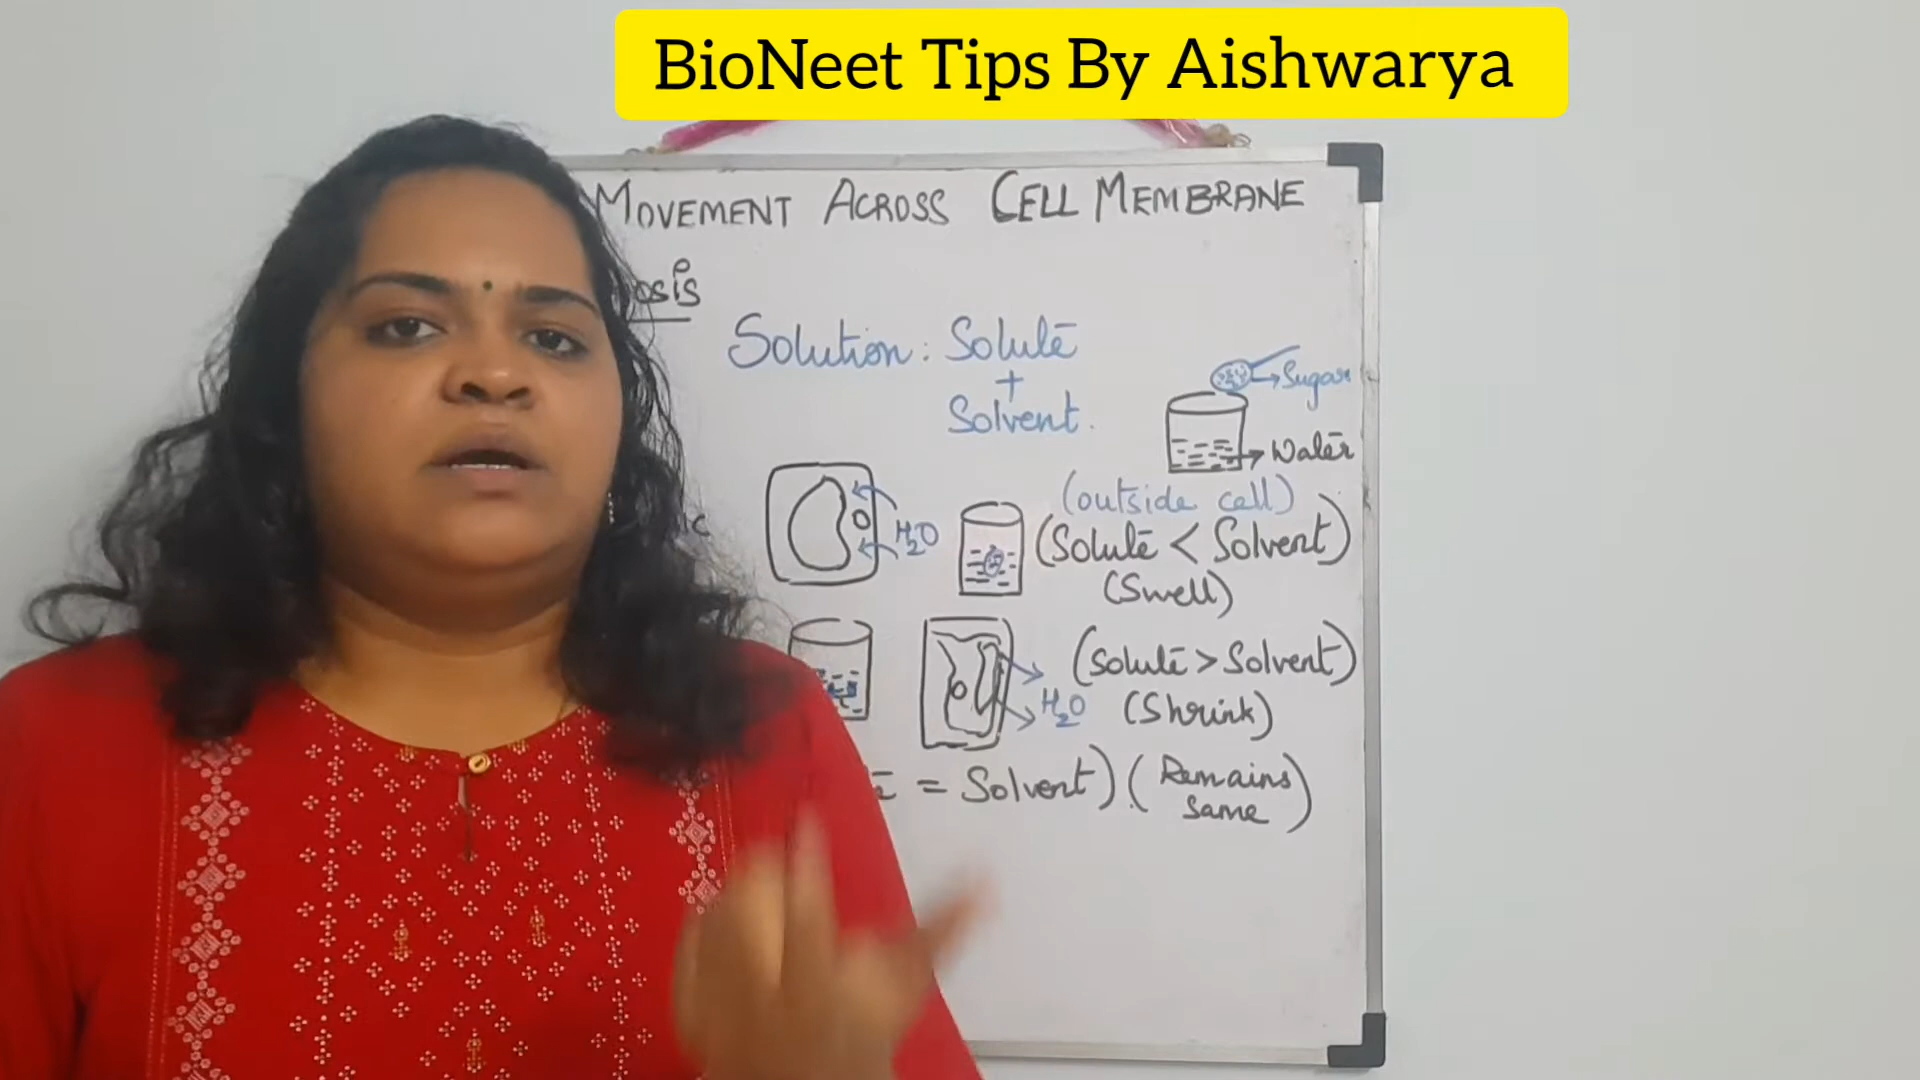 BioNeet Tips By Aishwarya
MOVEMENT ACROSS CELL MEMBRANE
osis
Solution: Solute
+
Solvent.
Sugar
Water
(outside cell)
H2O
(Solute < Solvent)
(Swell)
(Solute > Solvent)
H2O
(Shrink)
= Solvent) (Remains
Same)